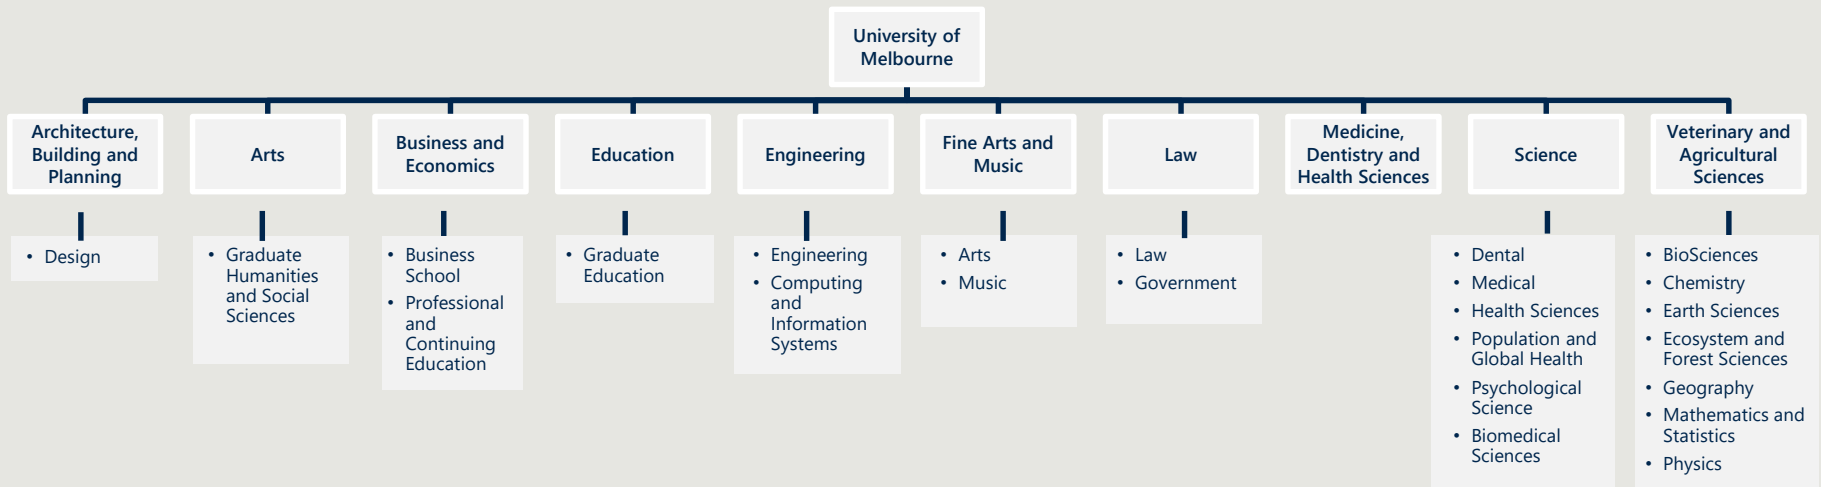 University of
Melbourne
Architecture,
Building and
Planning
Arts
Business and
Economics
Education
Engineering
Fine Arts and
Music
Law
Medicine,
Dentistry and
Health Sciences
Science
Veterinary and
Agricultural
Sciences
• Design
• Graduate
Humanities
and Social
Sciences
• Business
School
• Professional
and
Continuing
Education
• Graduate
Education
• Engineering
• Computing
and
Information
Systems
• Arts
• Music
• Law
• Government
• Dental
• Medical
• Health Sciences
• Population and
Global Health
• Psychological
Science
• Biomedical
Sciences
• BioSciences
• Chemistry
• Earth Sciences
• Ecosystem and
Forest Sciences
• Geography
• Mathematics and
Statistics
• Physics